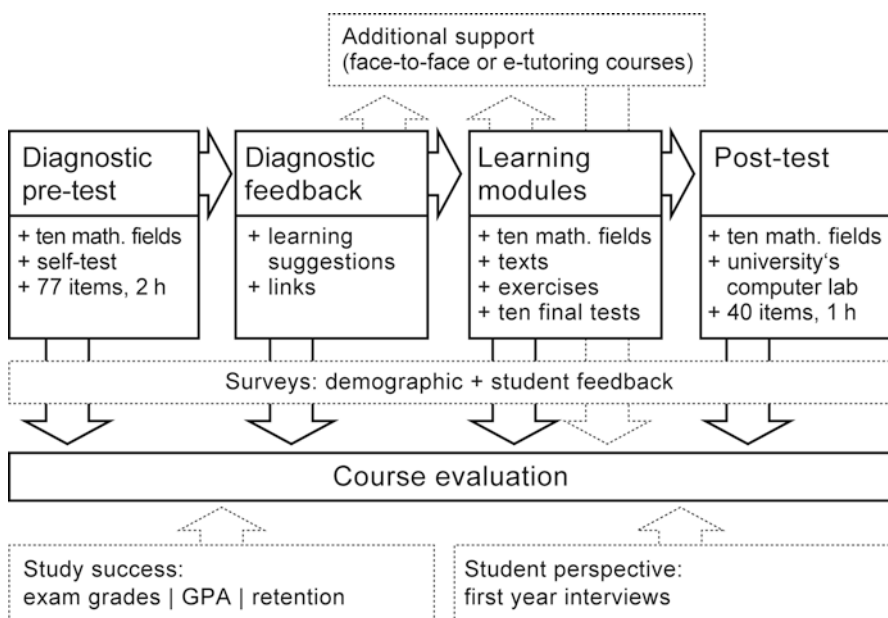 Additional support
(face-to-face or e-tutoring courses)
Diagnostic
pre-test
+ ten math. fields
+ self-test
+ 77 items, 2 h
Diagnostic
feedback
+ learning
suggestions
+ links
Learning
modules
+ ten math. fields
+ texts
+ exercises
+ ten final tests
Post-test
+ ten math. fields
+ university‘s
computer lab
+ 40 items, 1 h
Surveys: demographic + student feedback
Course evaluation
Study success:
exam grades | GPA | retention
Student perspective:
first year interviews